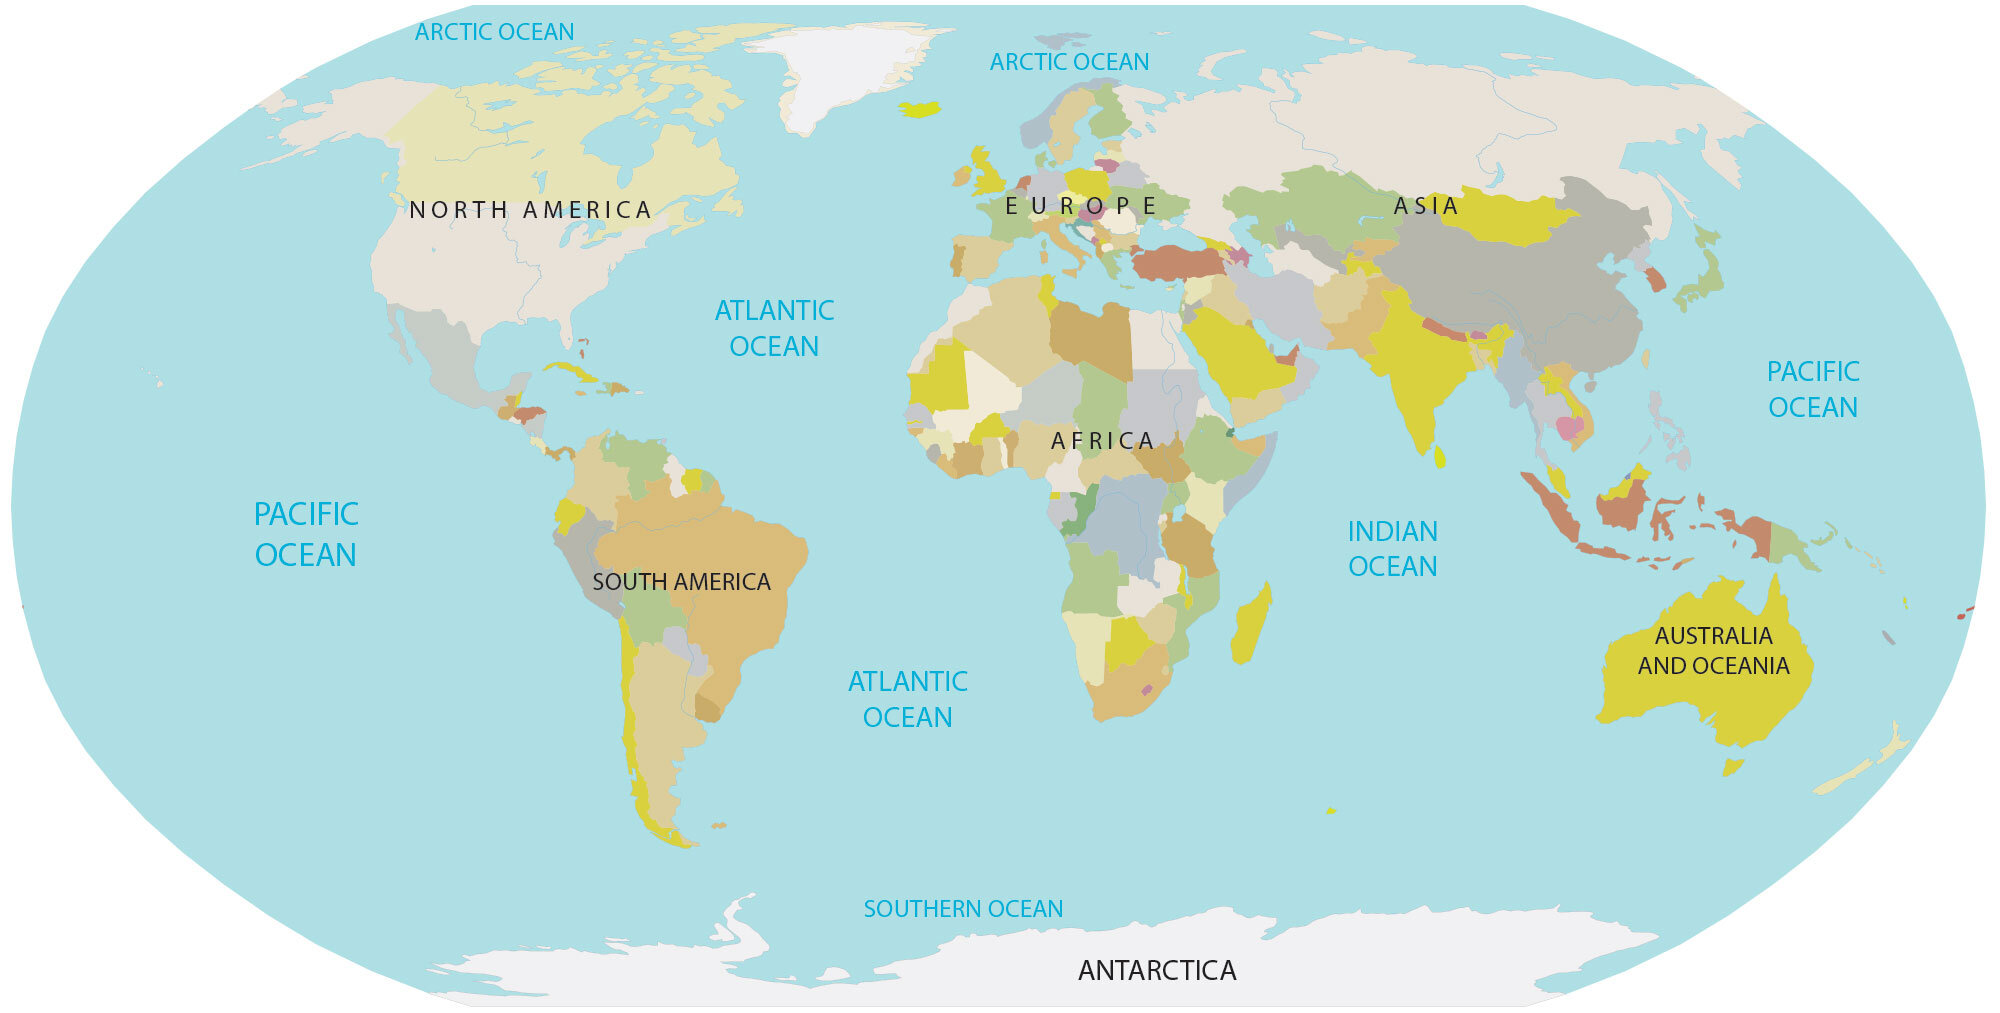 ARCTIC OCEAN
ARCTIC OCEAN
NORTH AMERICA
EUROPE
ASIA
ATLANTIC
OCEAN
PACIFIC
OCEAN
AFRICA
PACIFIC
OCEAN
INDIAN
OCEAN
SOUTH AMERICA
AUSTRALIA
AND OCEANIA
ATLANTIC
OCEAN
SOUTHERN OCEAN
ANTARCTICA